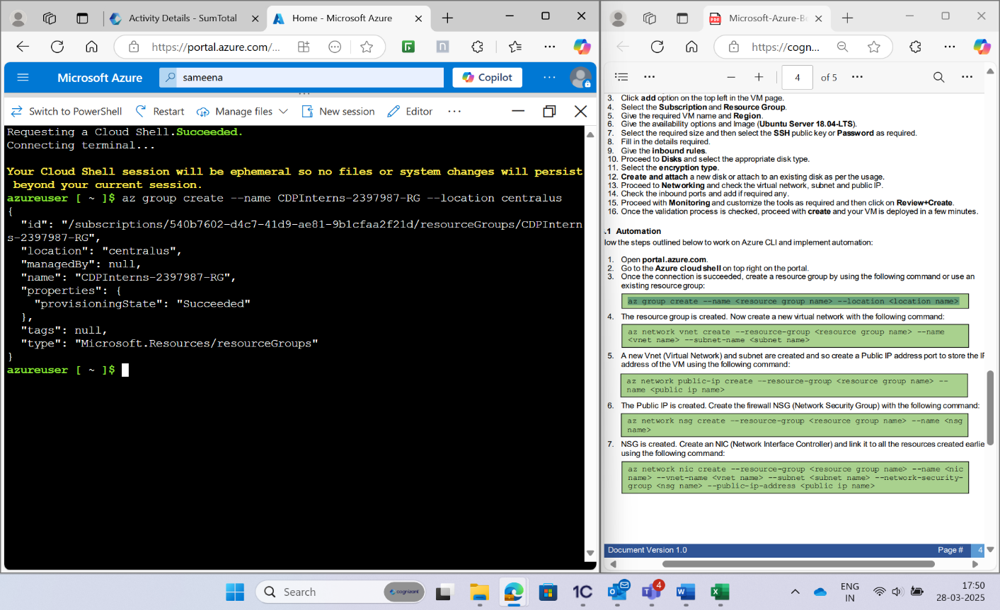 Activity Details - SumTotal
Home - Microsoft Azure
https://portal.azure.com/...
Microsoft Azure
sameena
Copilot
Switch to PowerShell
Restart
Manage files
New session
Editor
Requesting a Cloud Shell.Succeeded.
Connecting terminal...
Your Cloud Shell session will be ephemeral so no files or system changes will persist
beyond your current session.
azureuser [ ~ ]$ az group create --name CDPInterns-2397987-RG --location centralus
{
"id": "/subscriptions/540b7602-d4c7-41d9-ae81-9b1cfaa2f21d/resourceGroups/CDPIntern
s-2397987-RG",
"location": "centralus",
"managedBy": null,
"name": "CDPInterns-2397987-RG",
"properties": {
"provisioningState": "Succeeded"
},
"tags": null,
"type": "Microsoft.Resources/resourceGroups"
}
azureuser [ ~ ]$
PDF
Microsoft-Azure-Be
https://cogn...
4
of 5
3. Click add option on the top left in the VM page.
4. Select the Subscription and Resource Group.
5. Give the required VM name and Region.
6. Give the availability options and Image (Ubuntu Server 18.04-LTS).
7. Select the required size and then select the SSH public key or Password as required.
8. Fill in the details required.
9. Give the inbound rules.
10. Proceed to Disks and select the appropriate disk type.
11. Select the encryption type.
12. Create and attach a new disk or attach to an existing disk as per the usage.
13. Proceed to Networking and check the virtual network, subnet and public IP.
14. Check the inbound ports and add if required any.
15. Proceed with Monitoring and customize the tools as required and then click on Review+Create.
16. Once the validation process is checked, proceed with create and your VM is deployed in a few minutes.
.1 Automation
low the steps outlined below to work on Azure CLI and implement automation:
1. Open portal.azure.com.
2. Go to the Azure cloud shell on top right on the portal.
3. Once the connection is succeeded, create a resource group by using the following command or use an
existing resource group:
az group create --name <resource group name> --location <location name>
4. The resource group is created. Now create a new virtual network with the following command:
az network vnet create --resource-group <resource group name> --name
<vnet name> --subnet-name <subnet name>
5. A new Vnet (Virtual Network) and subnet are created and so create a Public IP address port to store the IP
address of the VM using the following command:
az network public-ip create --resource-group <resource group name> --
name <public ip name>
6. The Public IP is created. Create the firewall NSG (Network Security Group) with the following command:
az network nsg create --resource-group <resource group name> --name <nsg
name>
7. NSG is created. Create an NIC (Network Interface Controller) and link it to all the resources created earlie
using the following command:
az network nic create --resource-group <resource group name> --name <nic
name> --vnet-name <vnet name> --subnet <subnet name> --network-security-
group <nsg name> --public-ip-address <public ip name>
Document Version 1.0
Page #
4
Search
cognizant
1C
4
ENG
IN
17:50
28-03-2025